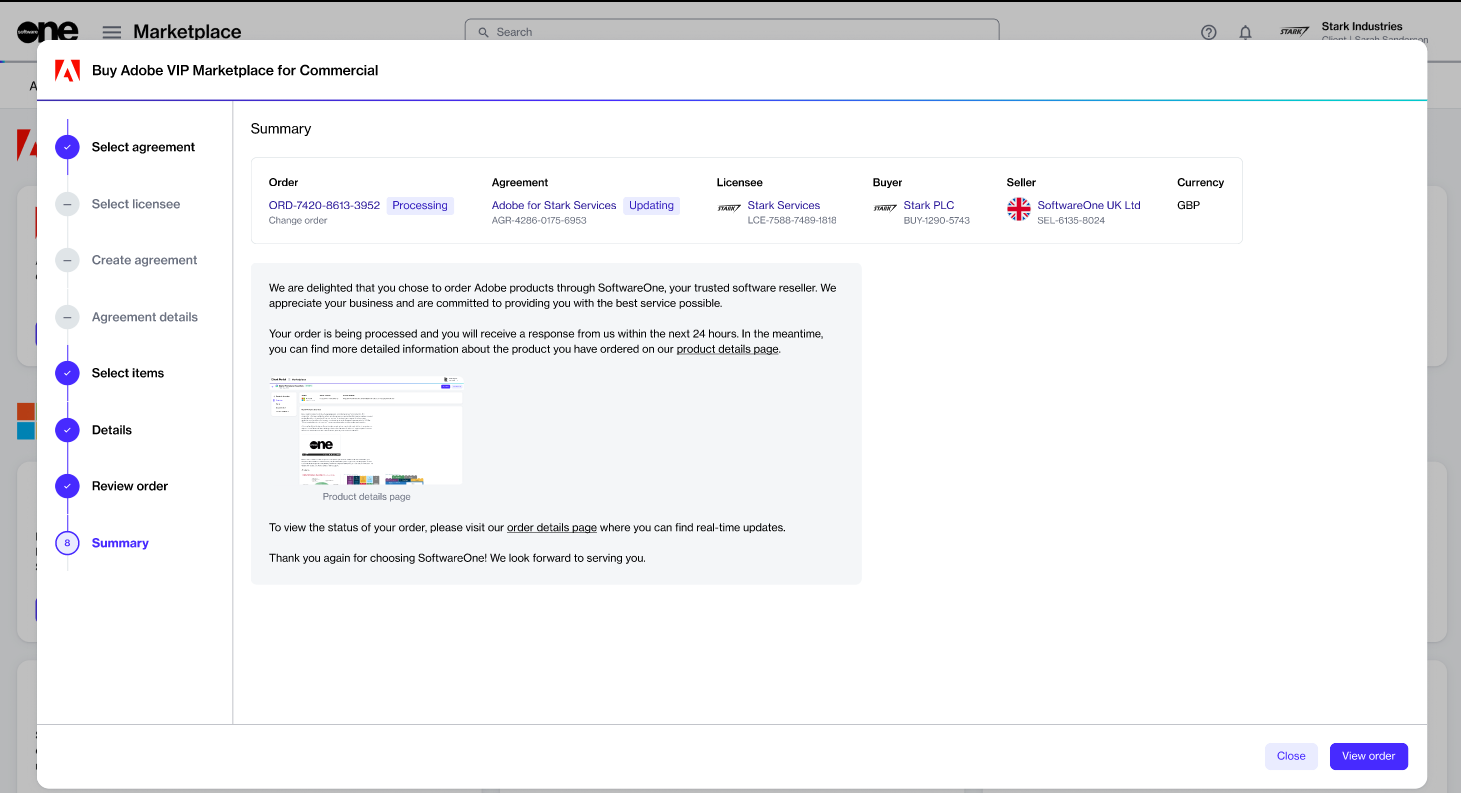 software
one
Marketplace
Search
STARK
Stark Industries
Client | Sarah Sanderson
Buy Adobe VIP Marketplace for Commercial
Select agreement
Select licensee
Create agreement
Agreement details
Select items
Details
Review order
8
Summary
Summary
Order
ORD-7420-8613-3952 Processing
Change order
Agreement
Adobe for Stark Services Updating
AGR-4286-0175-6953
Licensee
STARK
Stark Services
LCE-7588-7489-1818
Buyer
STARK
Stark PLC
BUY-1290-5743
Seller
SoftwareOne UK Ltd
SEL-6135-8024
Currency
GBP
We are delighted that you chose to order Adobe products through SoftwareOne, your trusted software reseller. We
appreciate your business and are committed to providing you with the best service possible.
Your order is being processed and you will receive a response from us within the next 24 hours. In the meantime,
you can find more detailed information about the product you have ordered on our product details page.
one
Product details page
To view the status of your order, please visit our order details page where you can find real-time updates.
Thank you again for choosing SoftwareOne! We look forward to serving you.
Close
View order